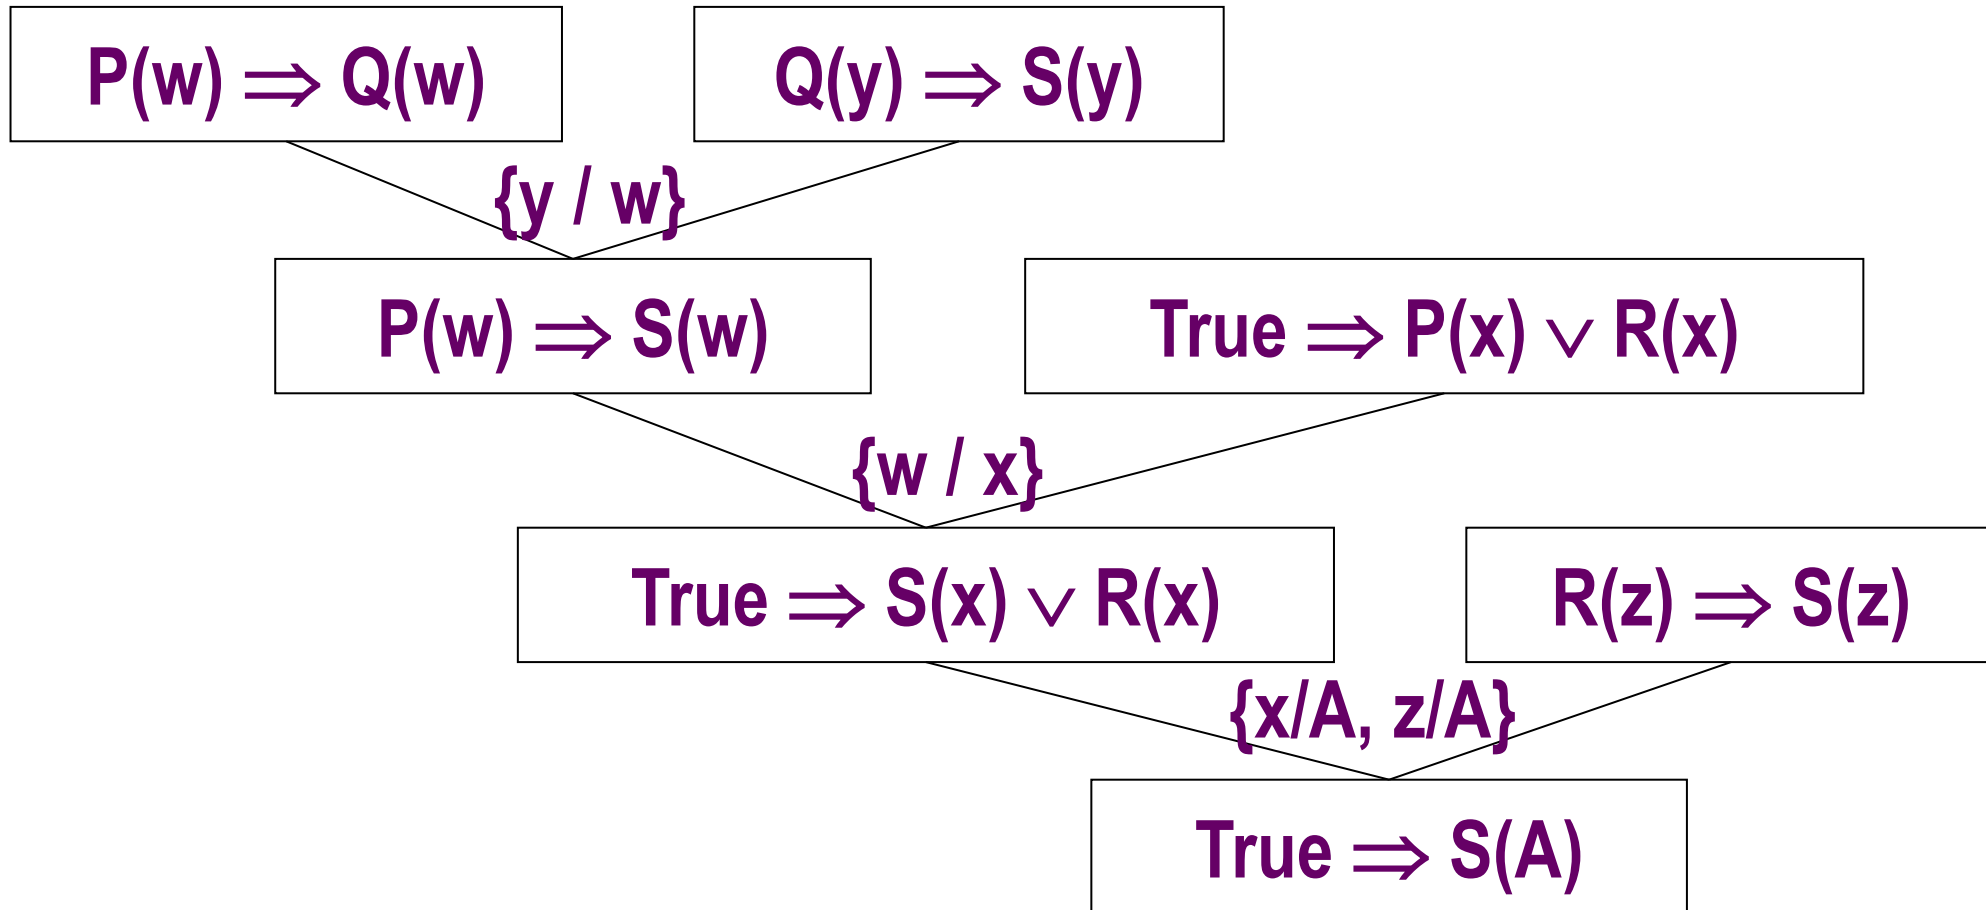 P(w) ⇒ Q(w)
Q(y) ⇒ S(y)
{y / w}
P(w) ⇒ S(w)
True ⇒ P(x) ∨ R(x)
{w / x}
True ⇒ S(x) ∨ R(x)
R(z) ⇒ S(z)
{x/A, z/A}
True ⇒ S(A)